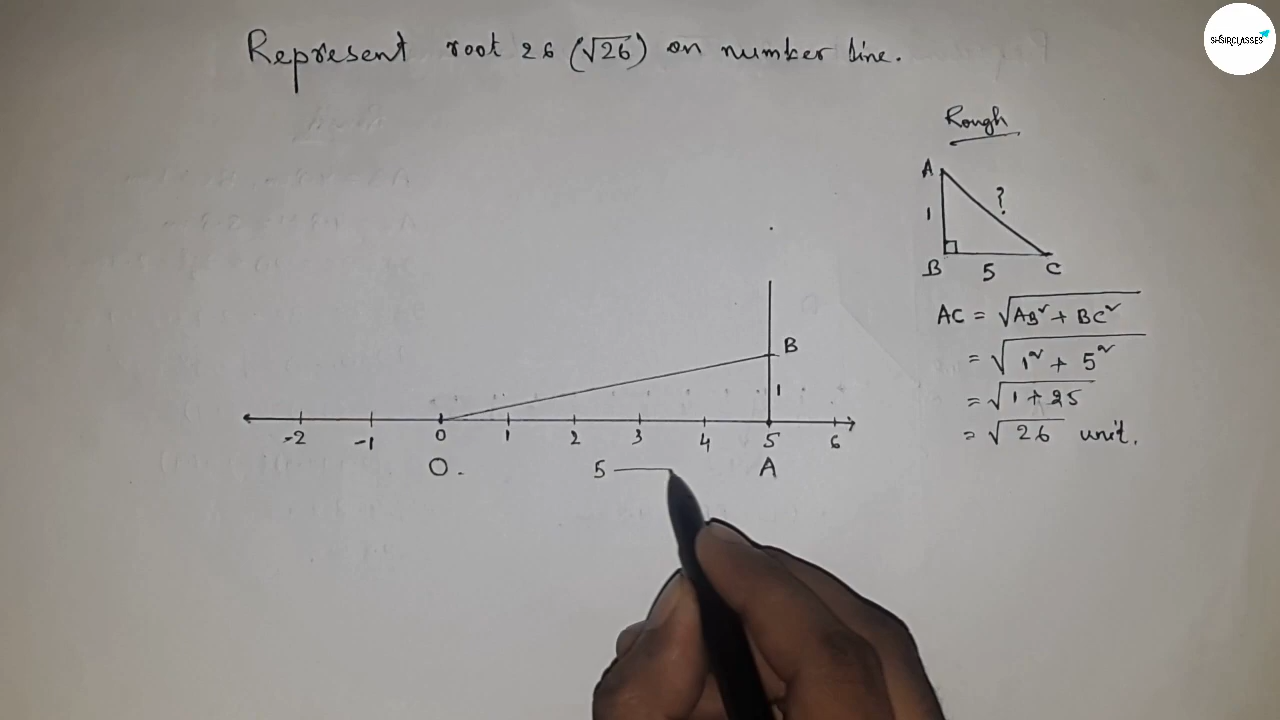 Represent root 26 (√26) on number line.
SHSIRCLASSES
Rough
A
1
?
B
5
C
AC = √AB² + BC²
= √1² + 5²
= √1 + 25
= √26 unit.
B
1
-2 -1 0 1 2 3 4 5 6
O. 5 A